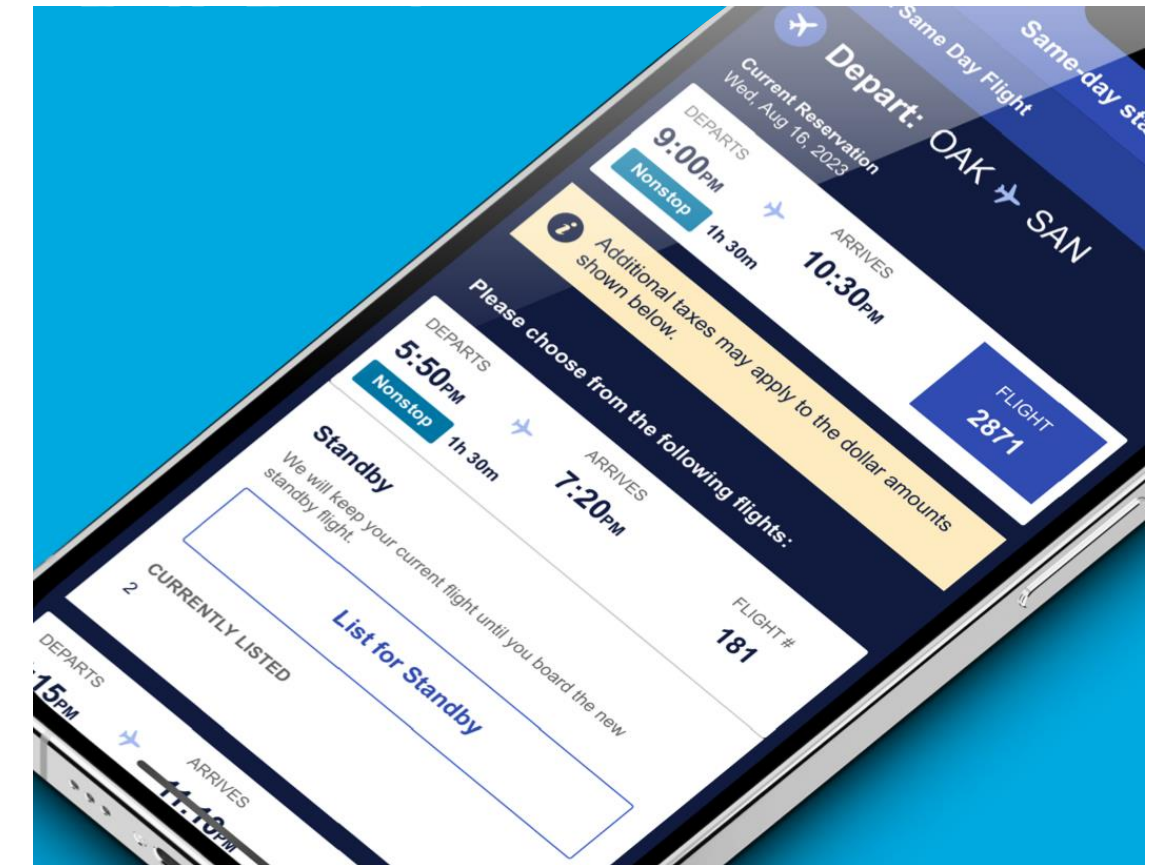 Same-day sta
Same Day Flight
Depart: OAK SAN
Current Reservation
Wed, Aug 16, 2023
DEPARTS
9:00PM
ARRIVES
10:30PM
Nonstop
1h 30m
FLIGHT
2871
Additional taxes may apply to the dollar amounts
shown below.
Please choose from the following flights:
DEPARTS
5:50PM
ARRIVES
7:20PM
FLIGHT #
181
Nonstop
1h 30m
Standby
We will keep your current flight until you board the new
standby flight.
List for Standby
CURRENTLY LISTED
2
DEPARTS
:15PM
ARRIVES